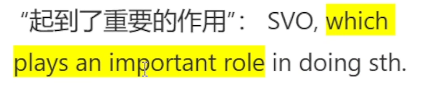 “起到了重要的作用”： SVO, which
plays an important role in doing sth.